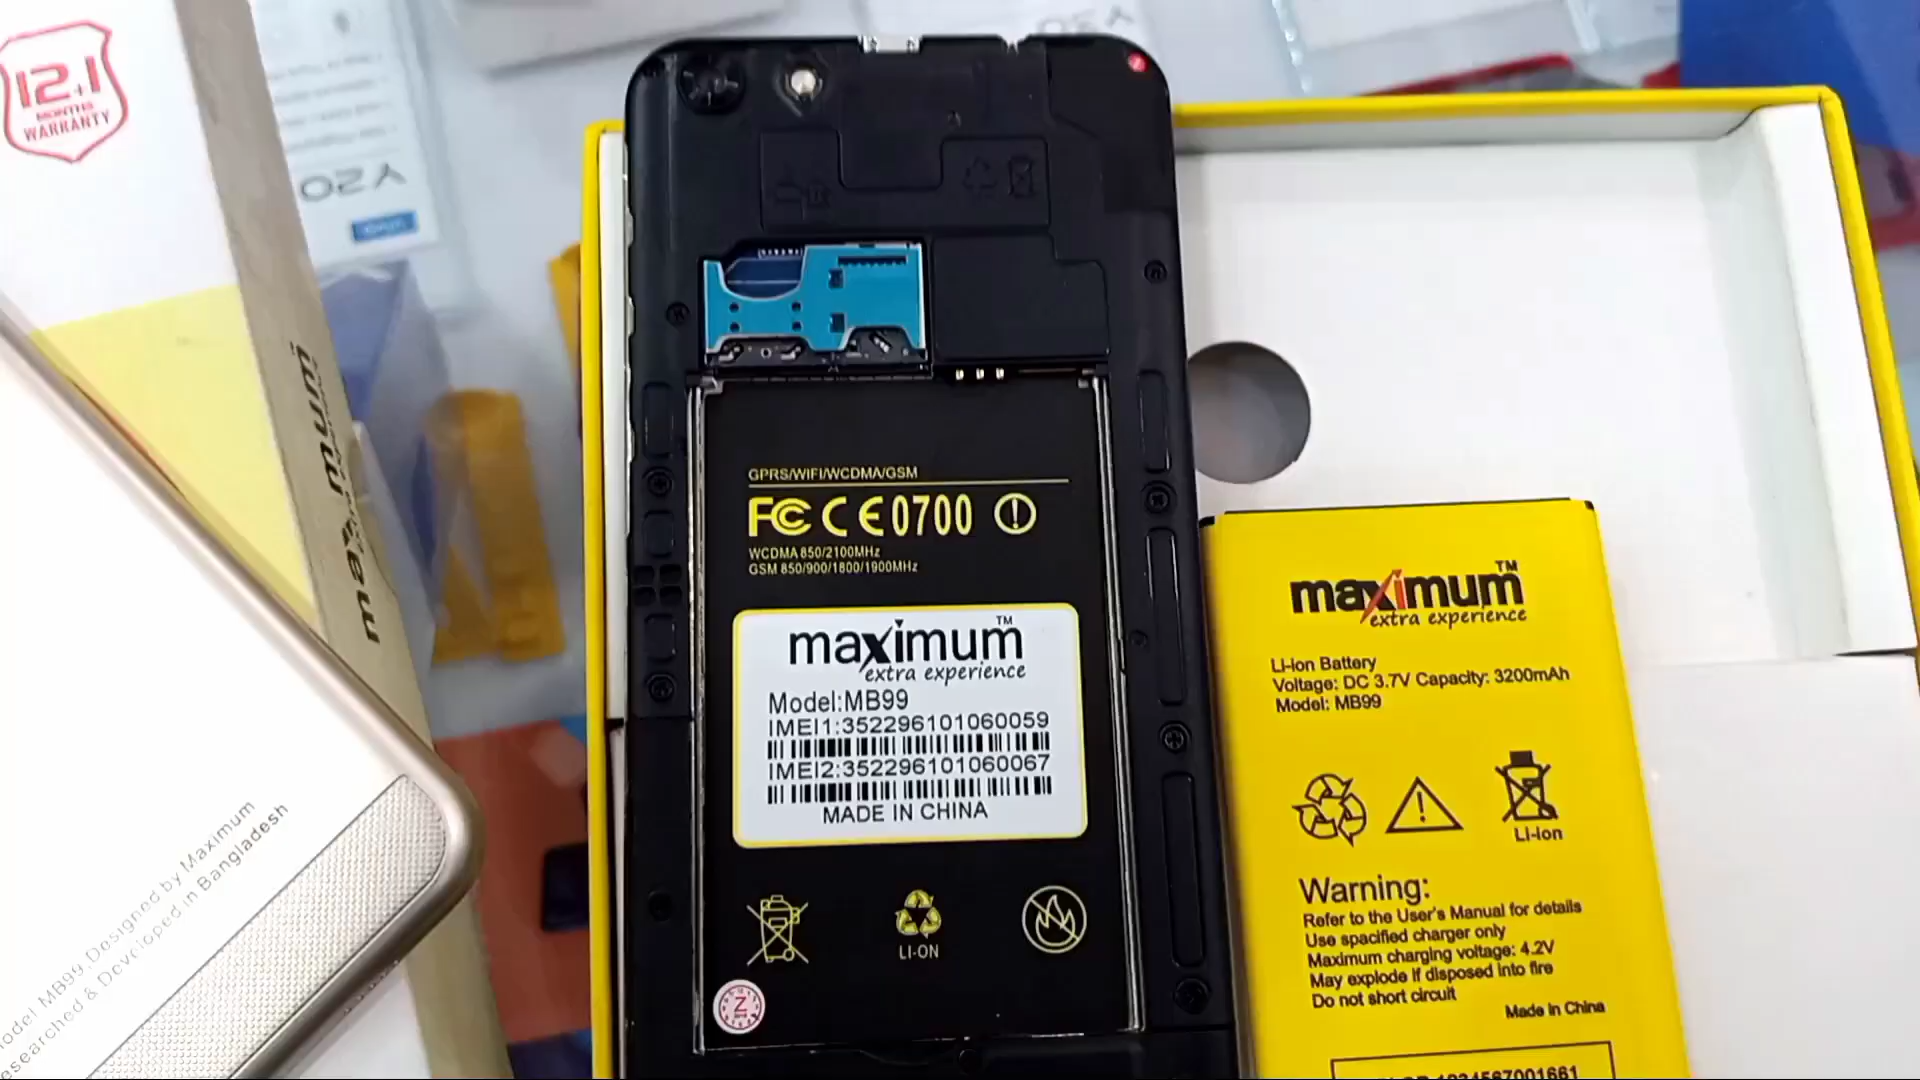 12+1
MONTHS
WARRANTY
Y20
maximum
Model MB99, Designed by Maximum
Researched & Developed in Bangladesh
GPRS/WIFI/WCDMA/GSM
FC CE0700
WCDMA 850/2100MHz
GSM 850/900/1800/1900MHz
maximum™
extra experience
Model:MB99
IMEI1:352296101060059
IMEI2:352296101060067
MADE IN CHINA
LI-ON
Z
maximum™
extra experience
Li-ion Battery
Voltage: DC 3.7V Capacity: 3200mAh
Model: MB99
Li-ion
Warning:
Refer to the User's Manual for details
Use spacified charger only
Maximum charging voltage: 4.2V
May explode if disposed into fire
Do not short circuit
Made in China
1234567001661